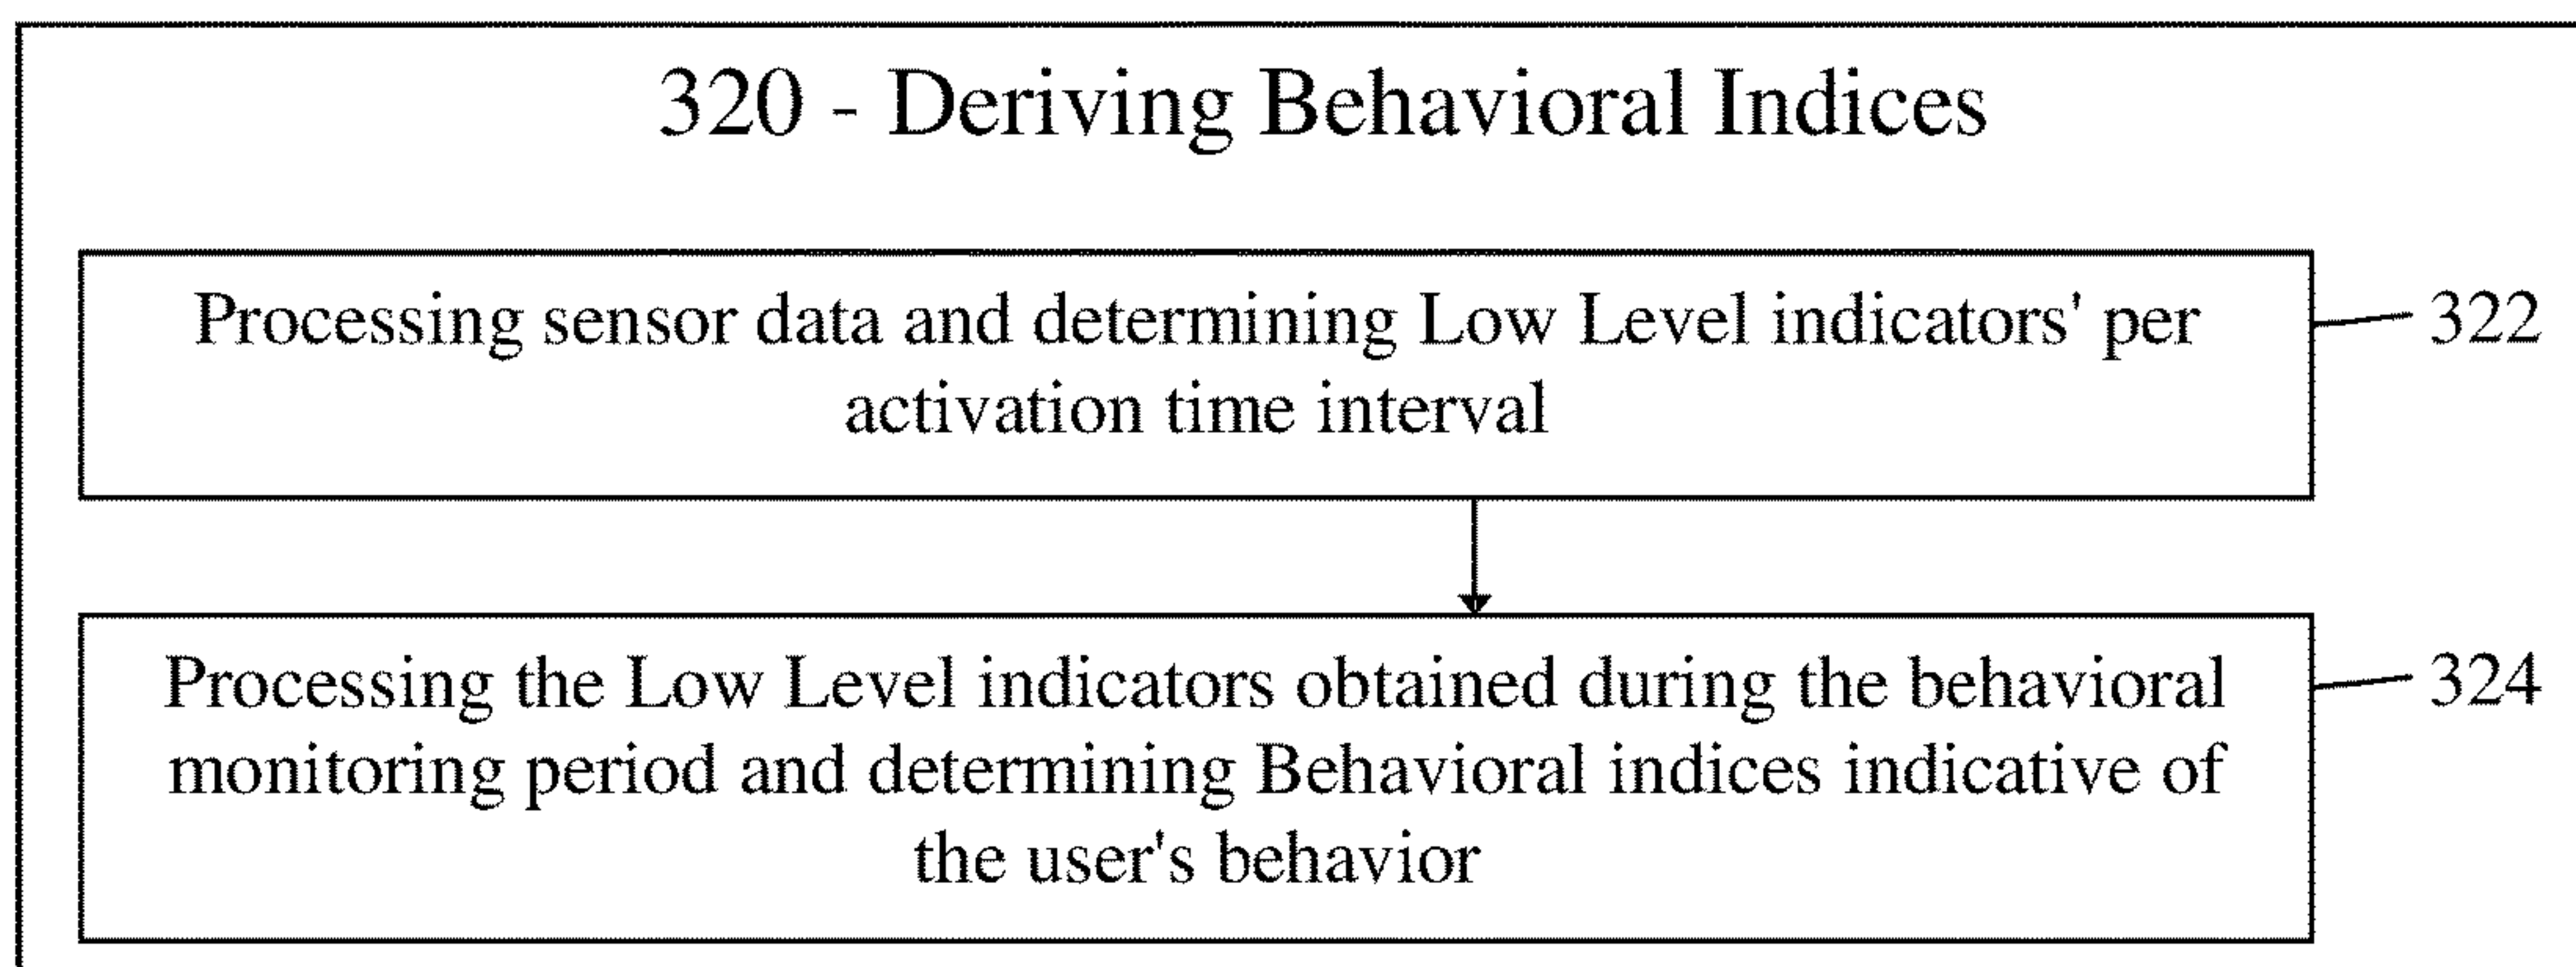 320 - Deriving Behavioral Indices
Processing sensor data and determining Low Level indicators' per
activation time interval
322
Processing the Low Level indicators obtained during the behavioral
monitoring period and determining Behavioral indices indicative of
the user's behavior
324